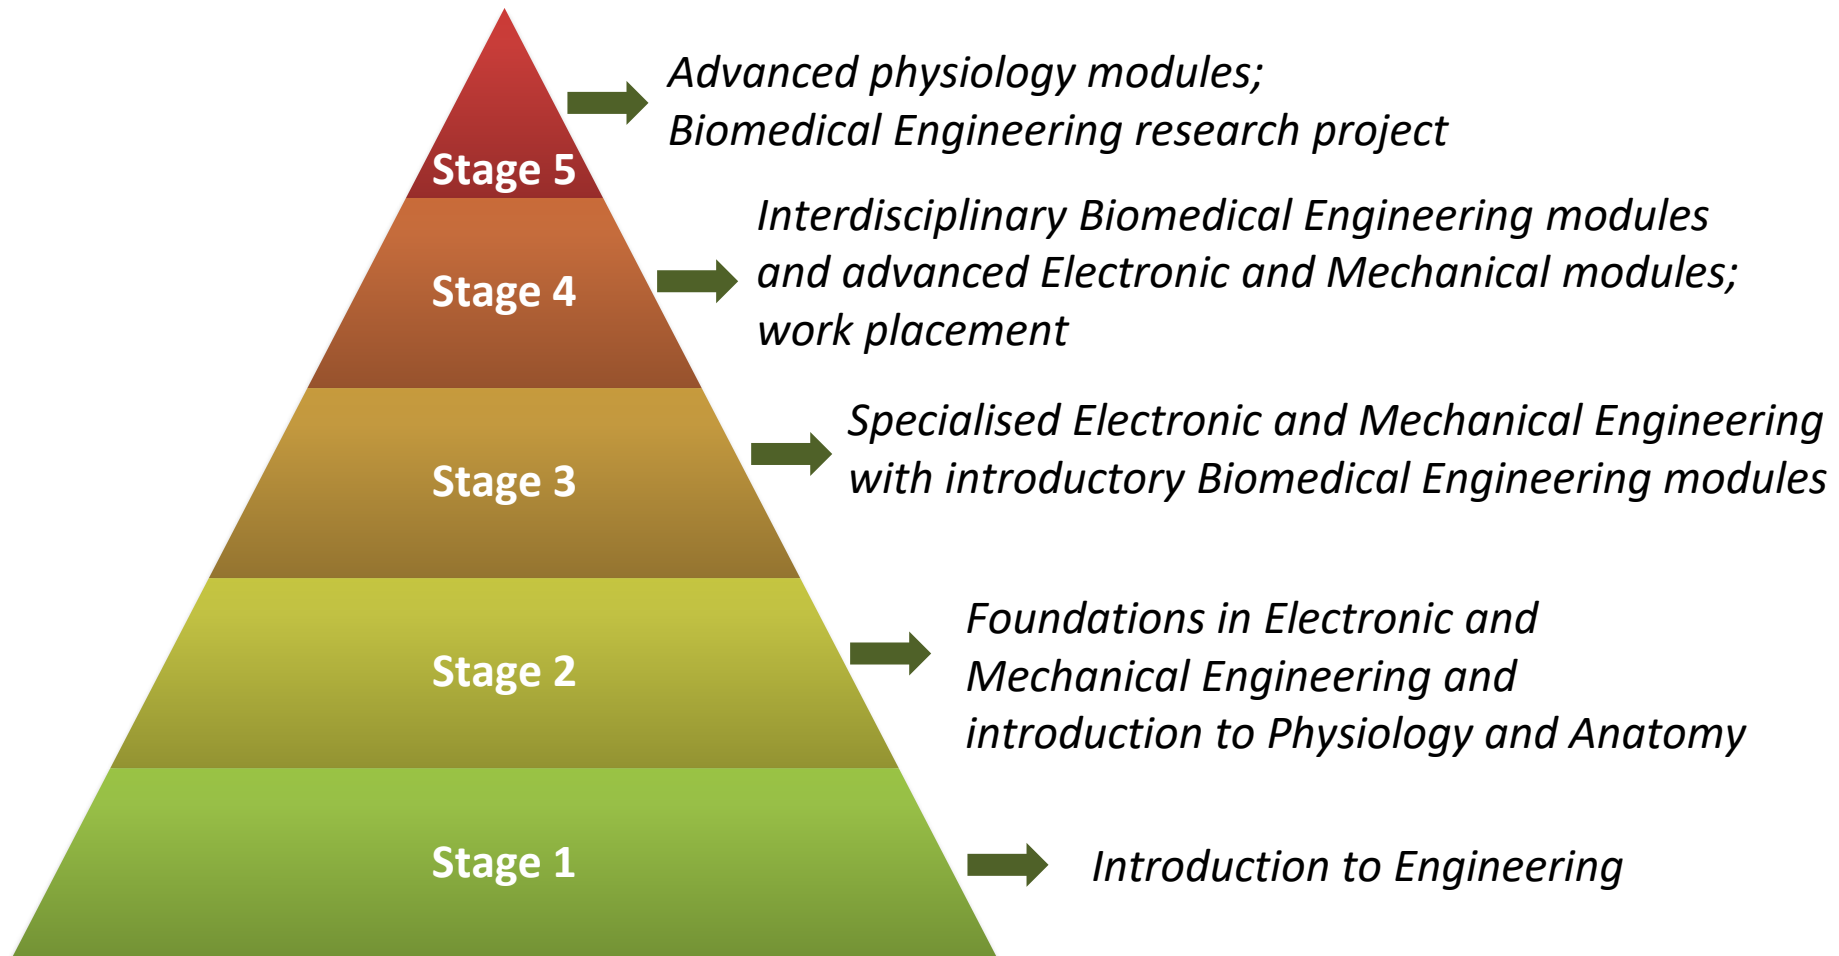 Stage 5
Advanced physiology modules;
Biomedical Engineering research project
Stage 4
Interdisciplinary Biomedical Engineering modules
and advanced Electronic and Mechanical modules;
work placement
Stage 3
Specialised Electronic and Mechanical Engineering
with introductory Biomedical Engineering modules
Stage 2
Foundations in Electronic and
Mechanical Engineering and
introduction to Physiology and Anatomy
Stage 1
Introduction to Engineering